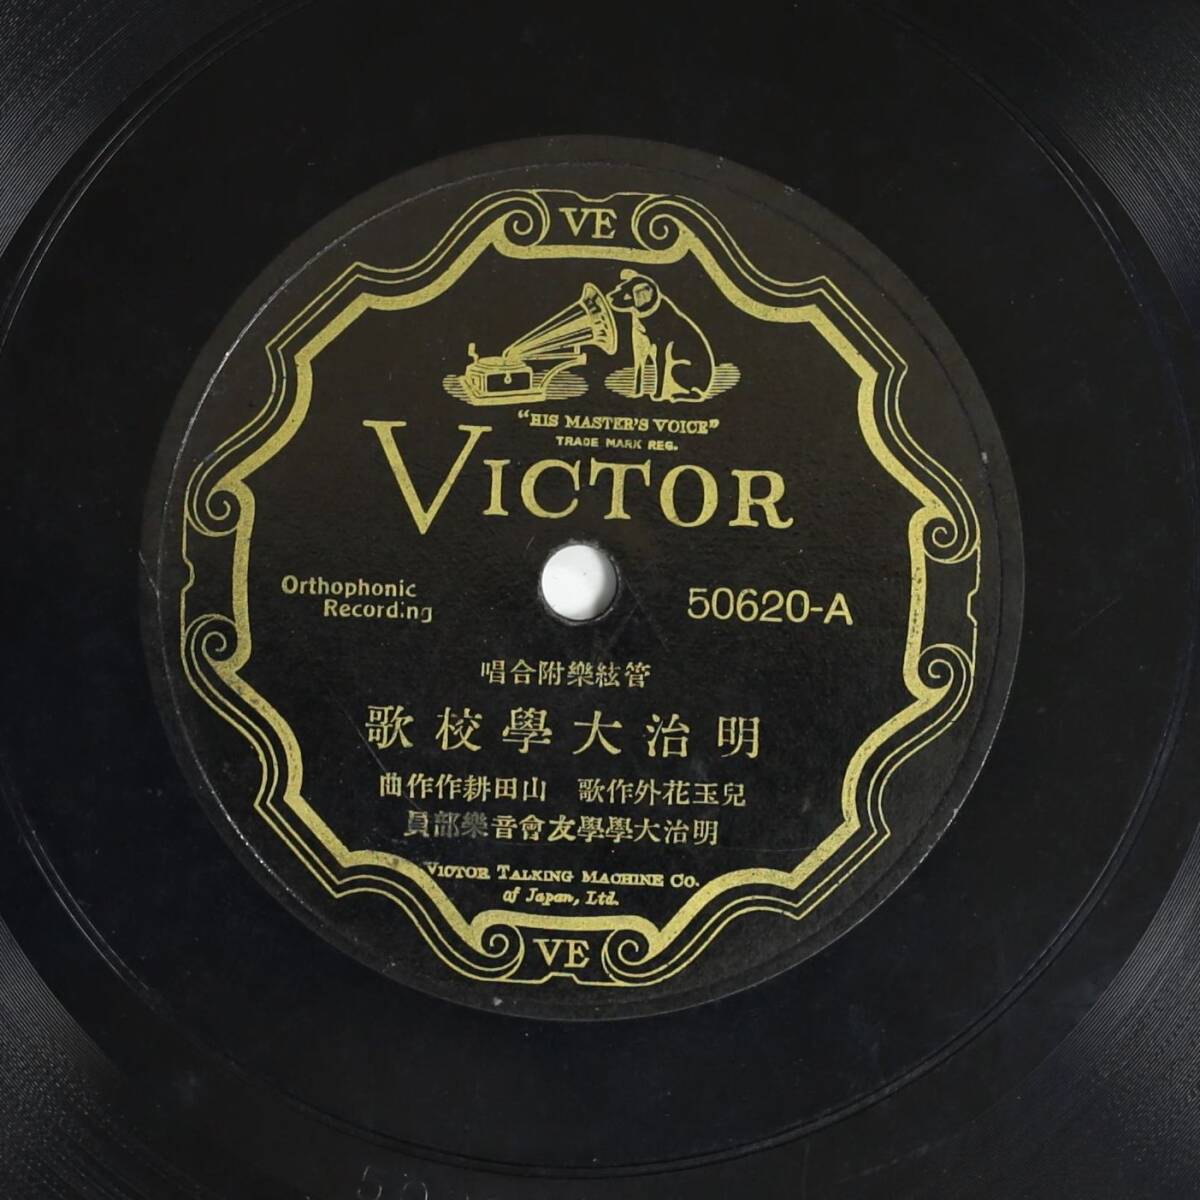 VE
"HIS MASTER'S VOICE"
TRADE MARK REG.
VICTOR
Orthophonic
Recording
50620-A
管絃樂附合唱
明治大學校歌
兒玉花外作歌 山田耕作作曲
明治大學學友會音樂部員
VICTOR TALKING MACHINE CO.
of Japan, Ltd.
VE